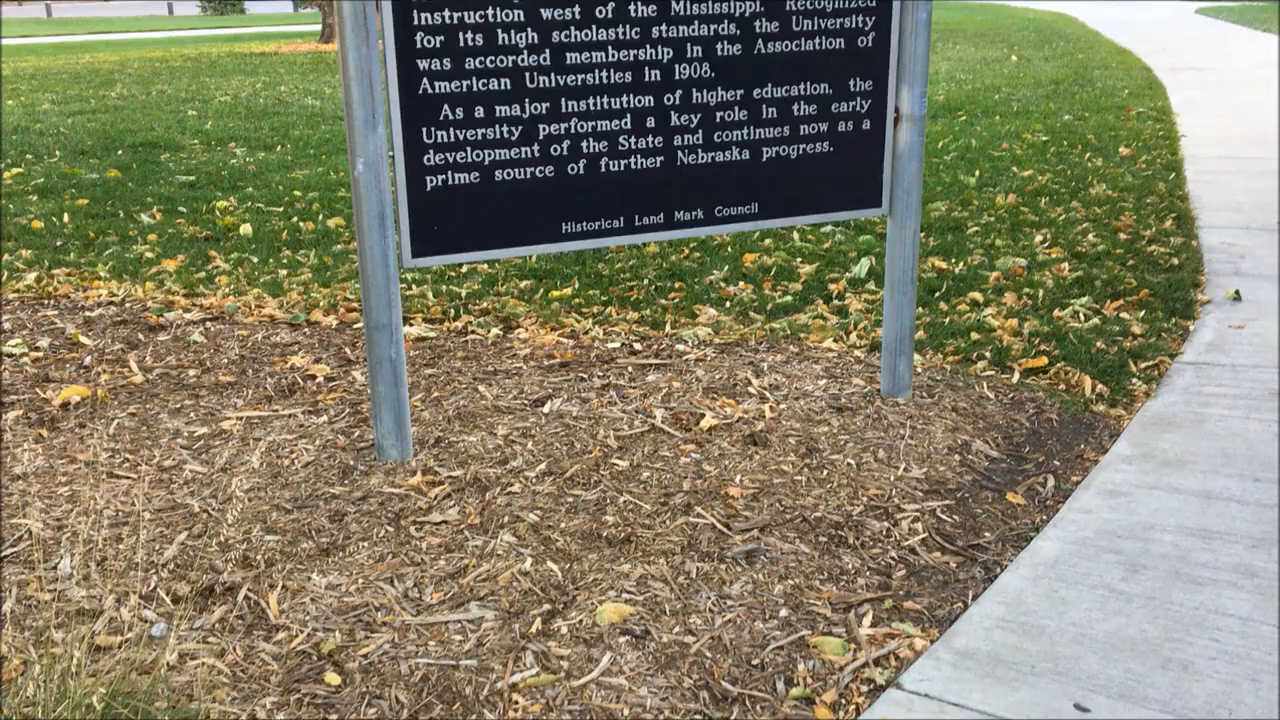 instruction west of the Mississippi. Recognized
for its high scholastic standards, the University
was accorded membership in the Association of
American Universities in 1908.
As a major institution of higher education, the
University performed a key role in the early
development of the State and continues now as a
prime source of further Nebraska progress.
Historical Land Mark Council